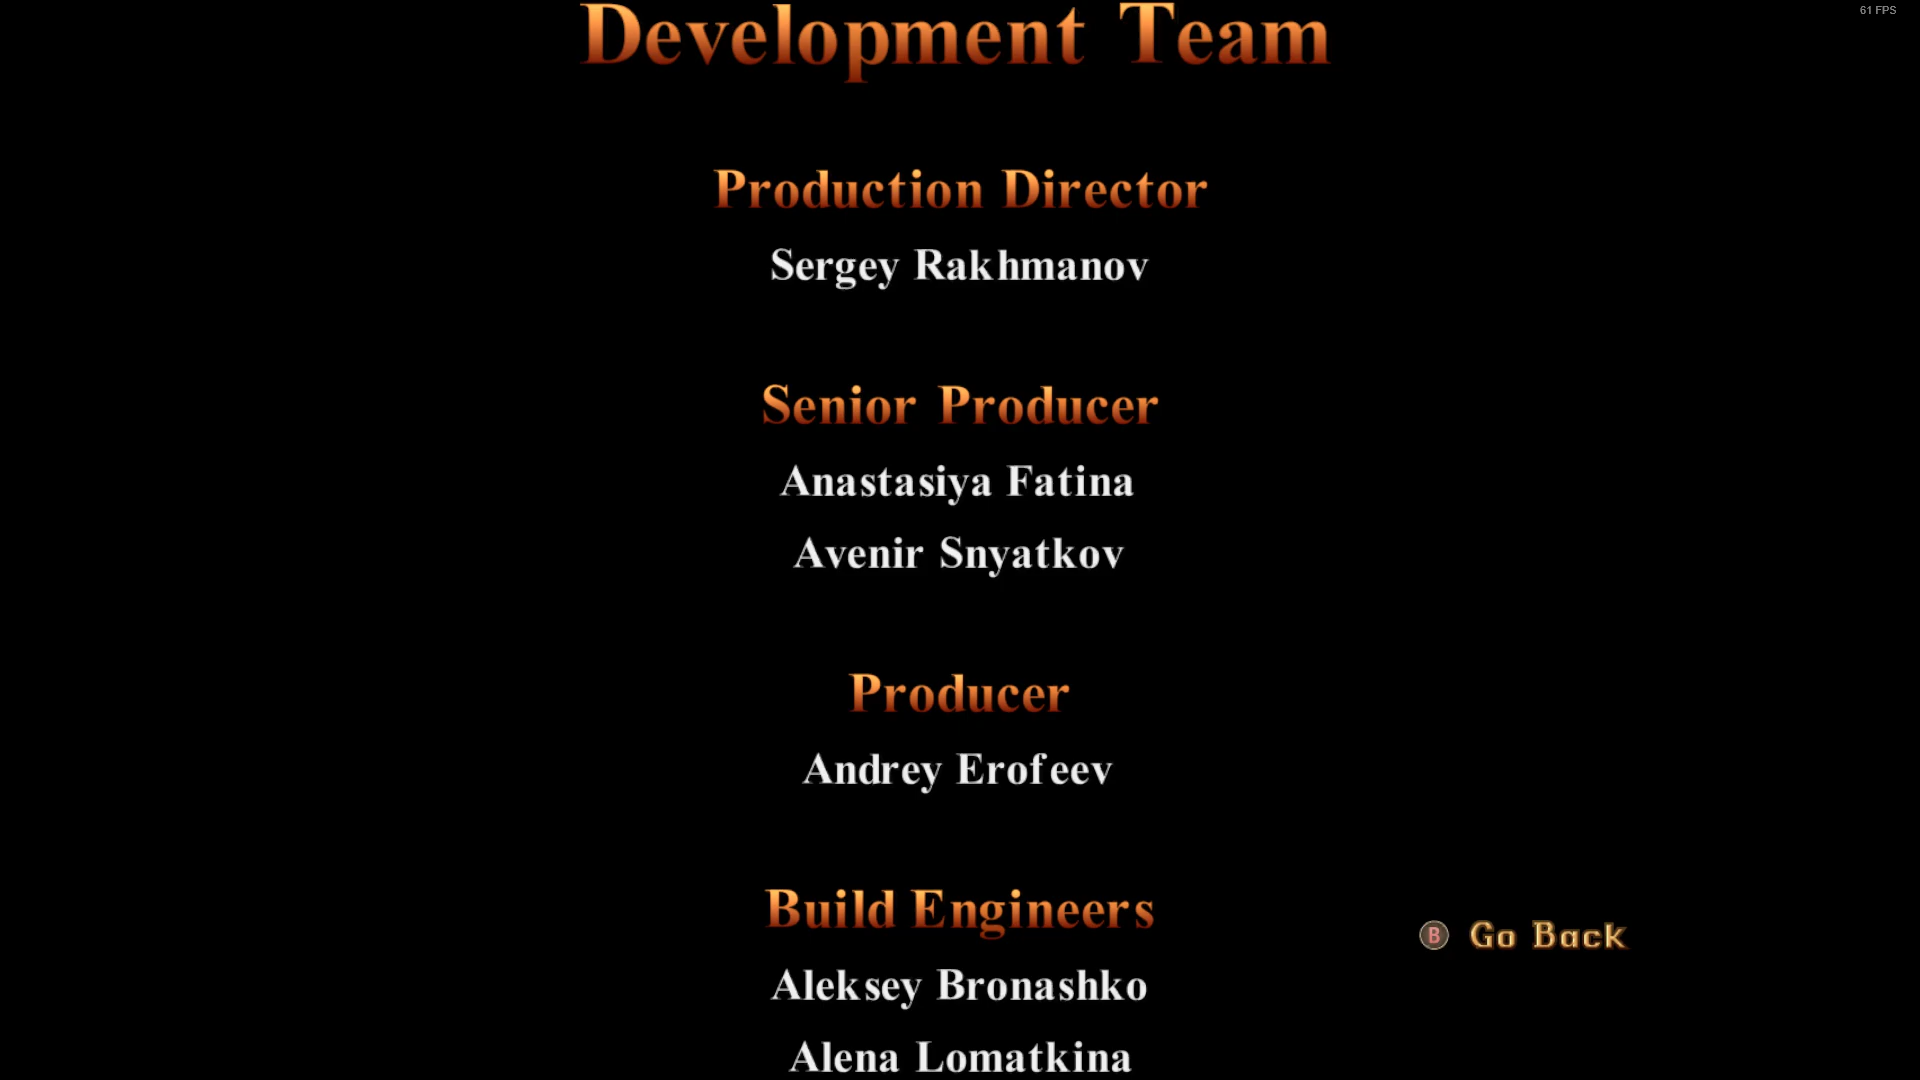 Development Team
61 FPS
Production Director
Sergey Rakhmanov
Senior Producer
Anastasiya Fatina
Avenir Snyatkov
Producer
Andrey Erofeev
Build Engineers
B Go Back
Aleksey Bronashko
Alena Lomatkina